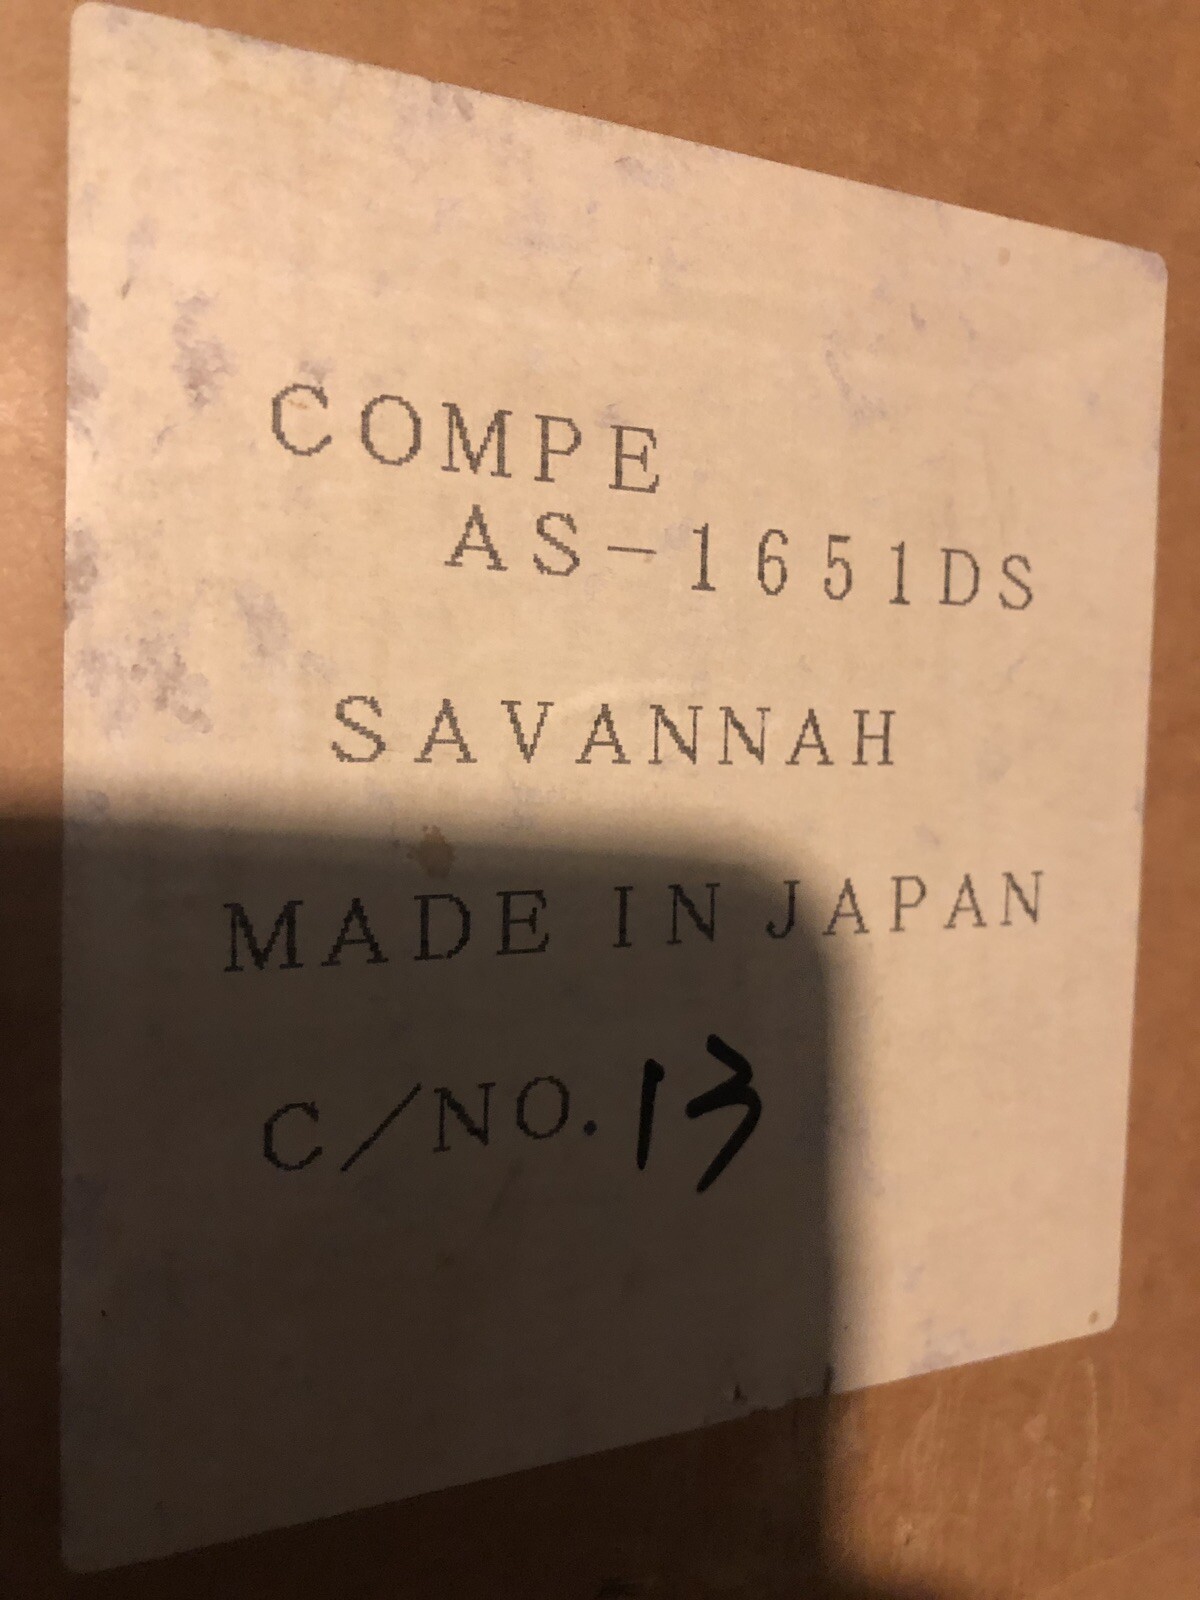 COMPE
AS-1651DS
SAVANNAH
MADE IN JAPAN
C/NO. 13